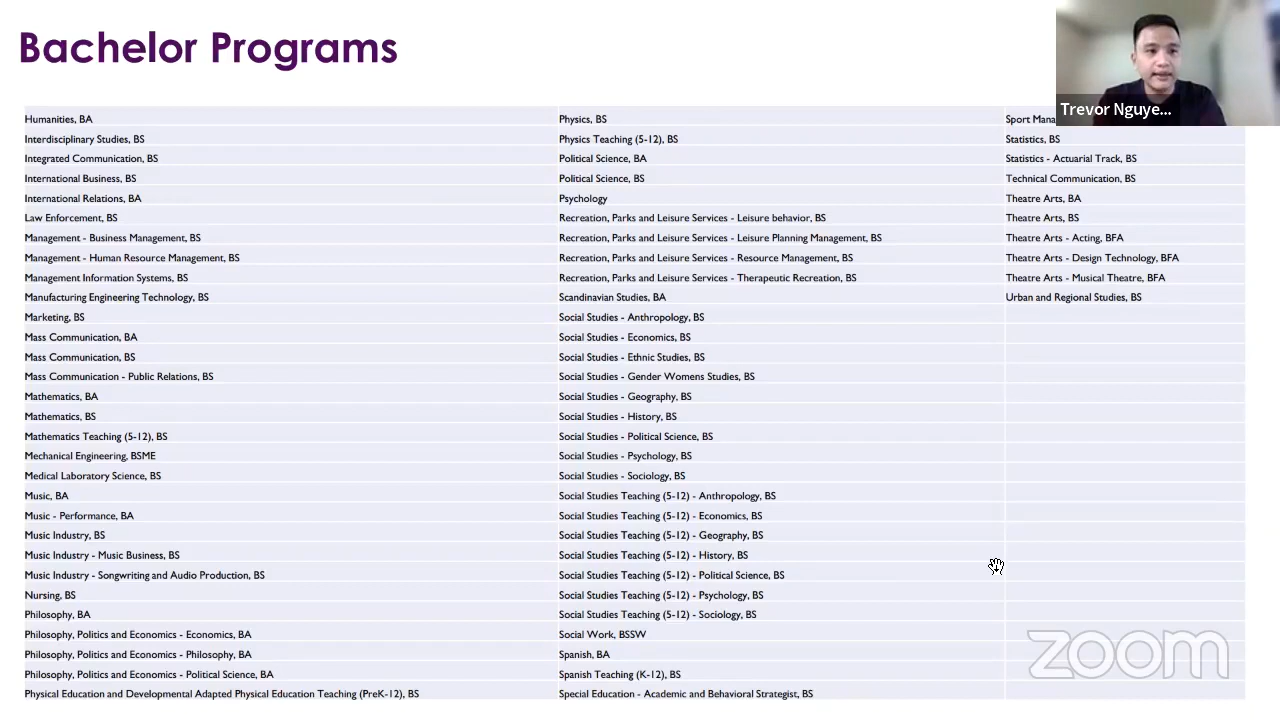 Bachelor Programs
Trevor Nguye...
Humanities, BA
Interdisciplinary Studies, BS
Integrated Communication, BS
International Business, BS
International Relations, BA
Law Enforcement, BS
Management - Business Management, BS
Management - Human Resource Management, BS
Management Information Systems, BS
Manufacturing Engineering Technology, BS
Marketing, BS
Mass Communication, BA
Mass Communication, BS
Mass Communication - Public Relations, BS
Mathematics, BA
Mathematics, BS
Mathematics Teaching (5-12), BS
Mechanical Engineering, BSME
Medical Laboratory Science, BS
Music, BA
Music - Performance, BA
Music Industry, BS
Music Industry - Music Business, BS
Music Industry - Songwriting and Audio Production, BS
Nursing, BS
Philosophy, BA
Philosophy, Politics and Economics - Economics, BA
Philosophy, Politics and Economics - Philosophy, BA
Philosophy, Politics and Economics - Political Science, BA
Physical Education and Developmental Adapted Physical Education Teaching (PreK-12), BS
Physics, BS
Physics Teaching (5-12), BS
Political Science, BA
Political Science, BS
Psychology
Recreation, Parks and Leisure Services - Leisure behavior, BS
Recreation, Parks and Leisure Services - Leisure Planning Management, BS
Recreation, Parks and Leisure Services - Resource Management, BS
Recreation, Parks and Leisure Services - Therapeutic Recreation, BS
Scandinavian Studies, BA
Social Studies - Anthropology, BS
Social Studies - Economics, BS
Social Studies - Ethnic Studies, BS
Social Studies - Gender Womens Studies, BS
Social Studies - Geography, BS
Social Studies - History, BS
Social Studies - Political Science, BS
Social Studies - Psychology, BS
Social Studies - Sociology, BS
Social Studies Teaching (5-12) - Anthropology, BS
Social Studies Teaching (5-12) - Economics, BS
Social Studies Teaching (5-12) - Geography, BS
Social Studies Teaching (5-12) - History, BS
Social Studies Teaching (5-12) - Political Science, BS
Social Studies Teaching (5-12) - Psychology, BS
Social Studies Teaching (5-12) - Sociology, BS
Social Work, BSSW
Spanish, BA
Spanish Teaching (K-12), BS
Special Education - Academic and Behavioral Strategist, BS
Sport Mana
Statistics, BS
Statistics - Actuarial Track, BS
Technical Communication, BS
Theatre Arts, BA
Theatre Arts, BS
Theatre Arts - Acting, BFA
Theatre Arts - Design Technology, BFA
Theatre Arts - Musical Theatre, BFA
Urban and Regional Studies, BS
zoom